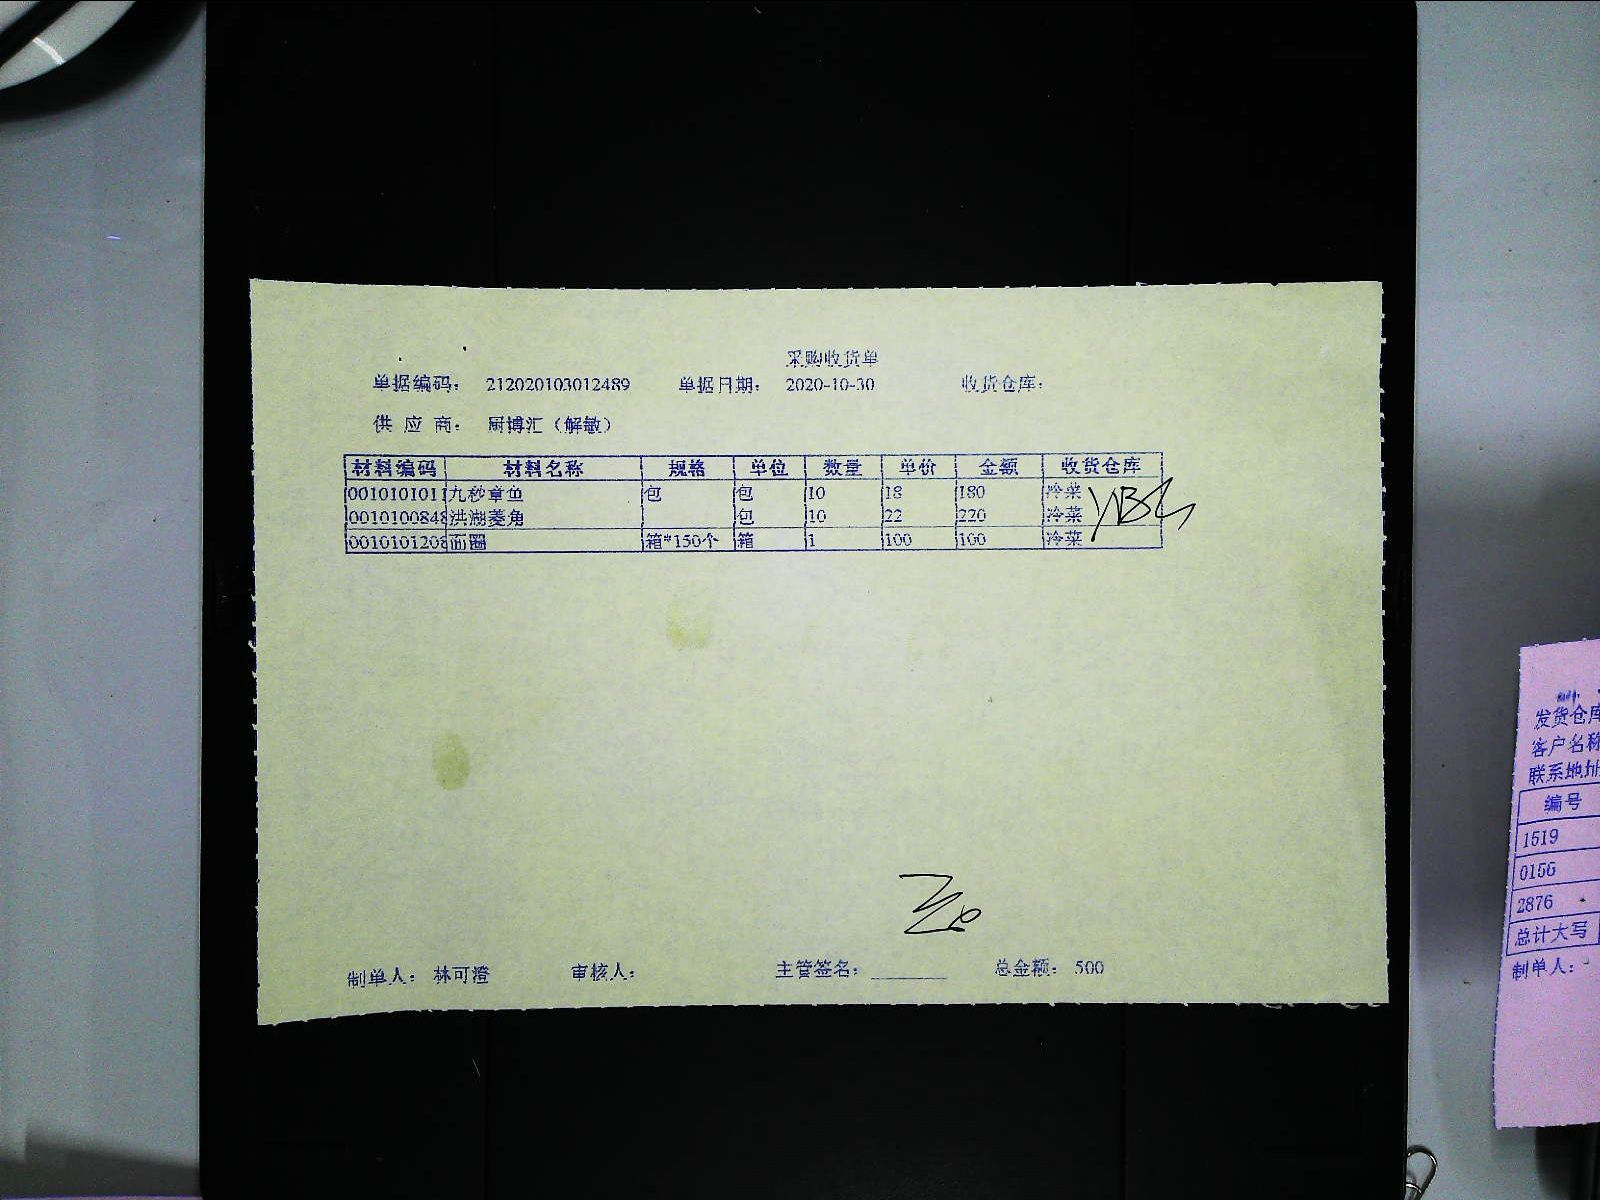 采购收货单
单据编码： 212020103012489 单据日期： 2020-10-30 收货仓库：
供 应 商： 厨博汇（解敏）
材料编码 材料名称 规格 单位 数量 单价 金额 收货仓库
0010101011 九秒章鱼 包 包 10 18 180 冷菜
0010100848 洪湖菱角 包 10 22 220 冷菜
0010101208 面圈 箱*150个 箱 1 100 100 冷菜
制单人： 林可澄 审核人： 主管签名： 总金额： 500
发货仓库
客户名称
联系地址
编号
1519
0156
2876
总计大写
制单人：